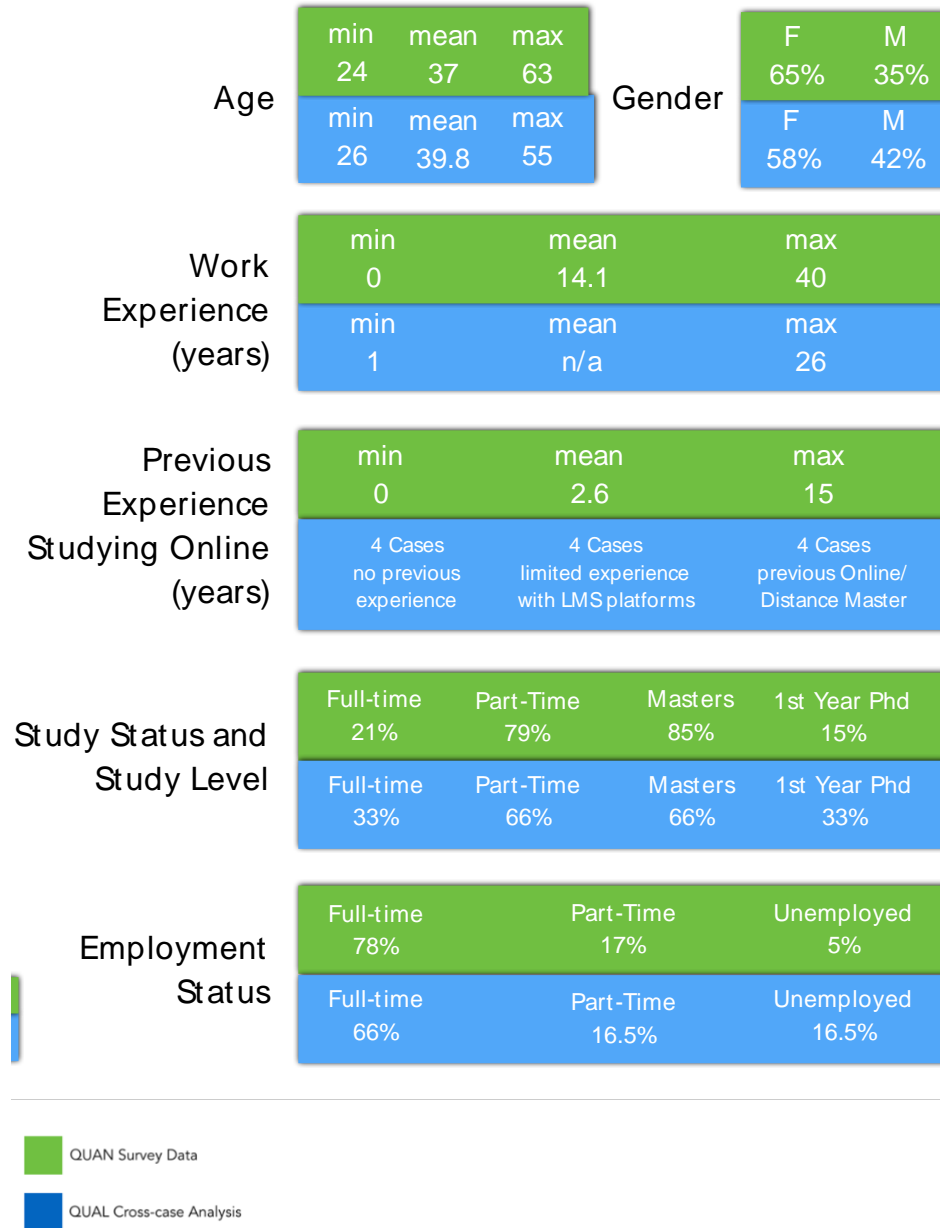 Age
min mean max
24 37 63
min mean max
26 39.8 55
Gender
F M
65% 35%
F M
58% 42%
Work
Experience
(years)
min mean max
0 14.1 40
min mean max
1 n/a 26
Previous
Experience
Studying Online
(years)
min mean max
0 2.6 15
4 Cases
no previous
experience
4 Cases
limited experience
with LMS platforms
4 Cases
previous Online/
Distance Master
Study Status and
Study Level
Full-time Part-Time Masters 1st Year Phd
21% 79% 85% 15%
Full-time Part-Time Masters 1st Year Phd
33% 66% 66% 33%
Employment
Status
Full-time Part-Time Unemployed
78% 17% 5%
Full-time Part-Time Unemployed
66% 16.5% 16.5%
QUAN Survey Data
QUAL Cross-case Analysis